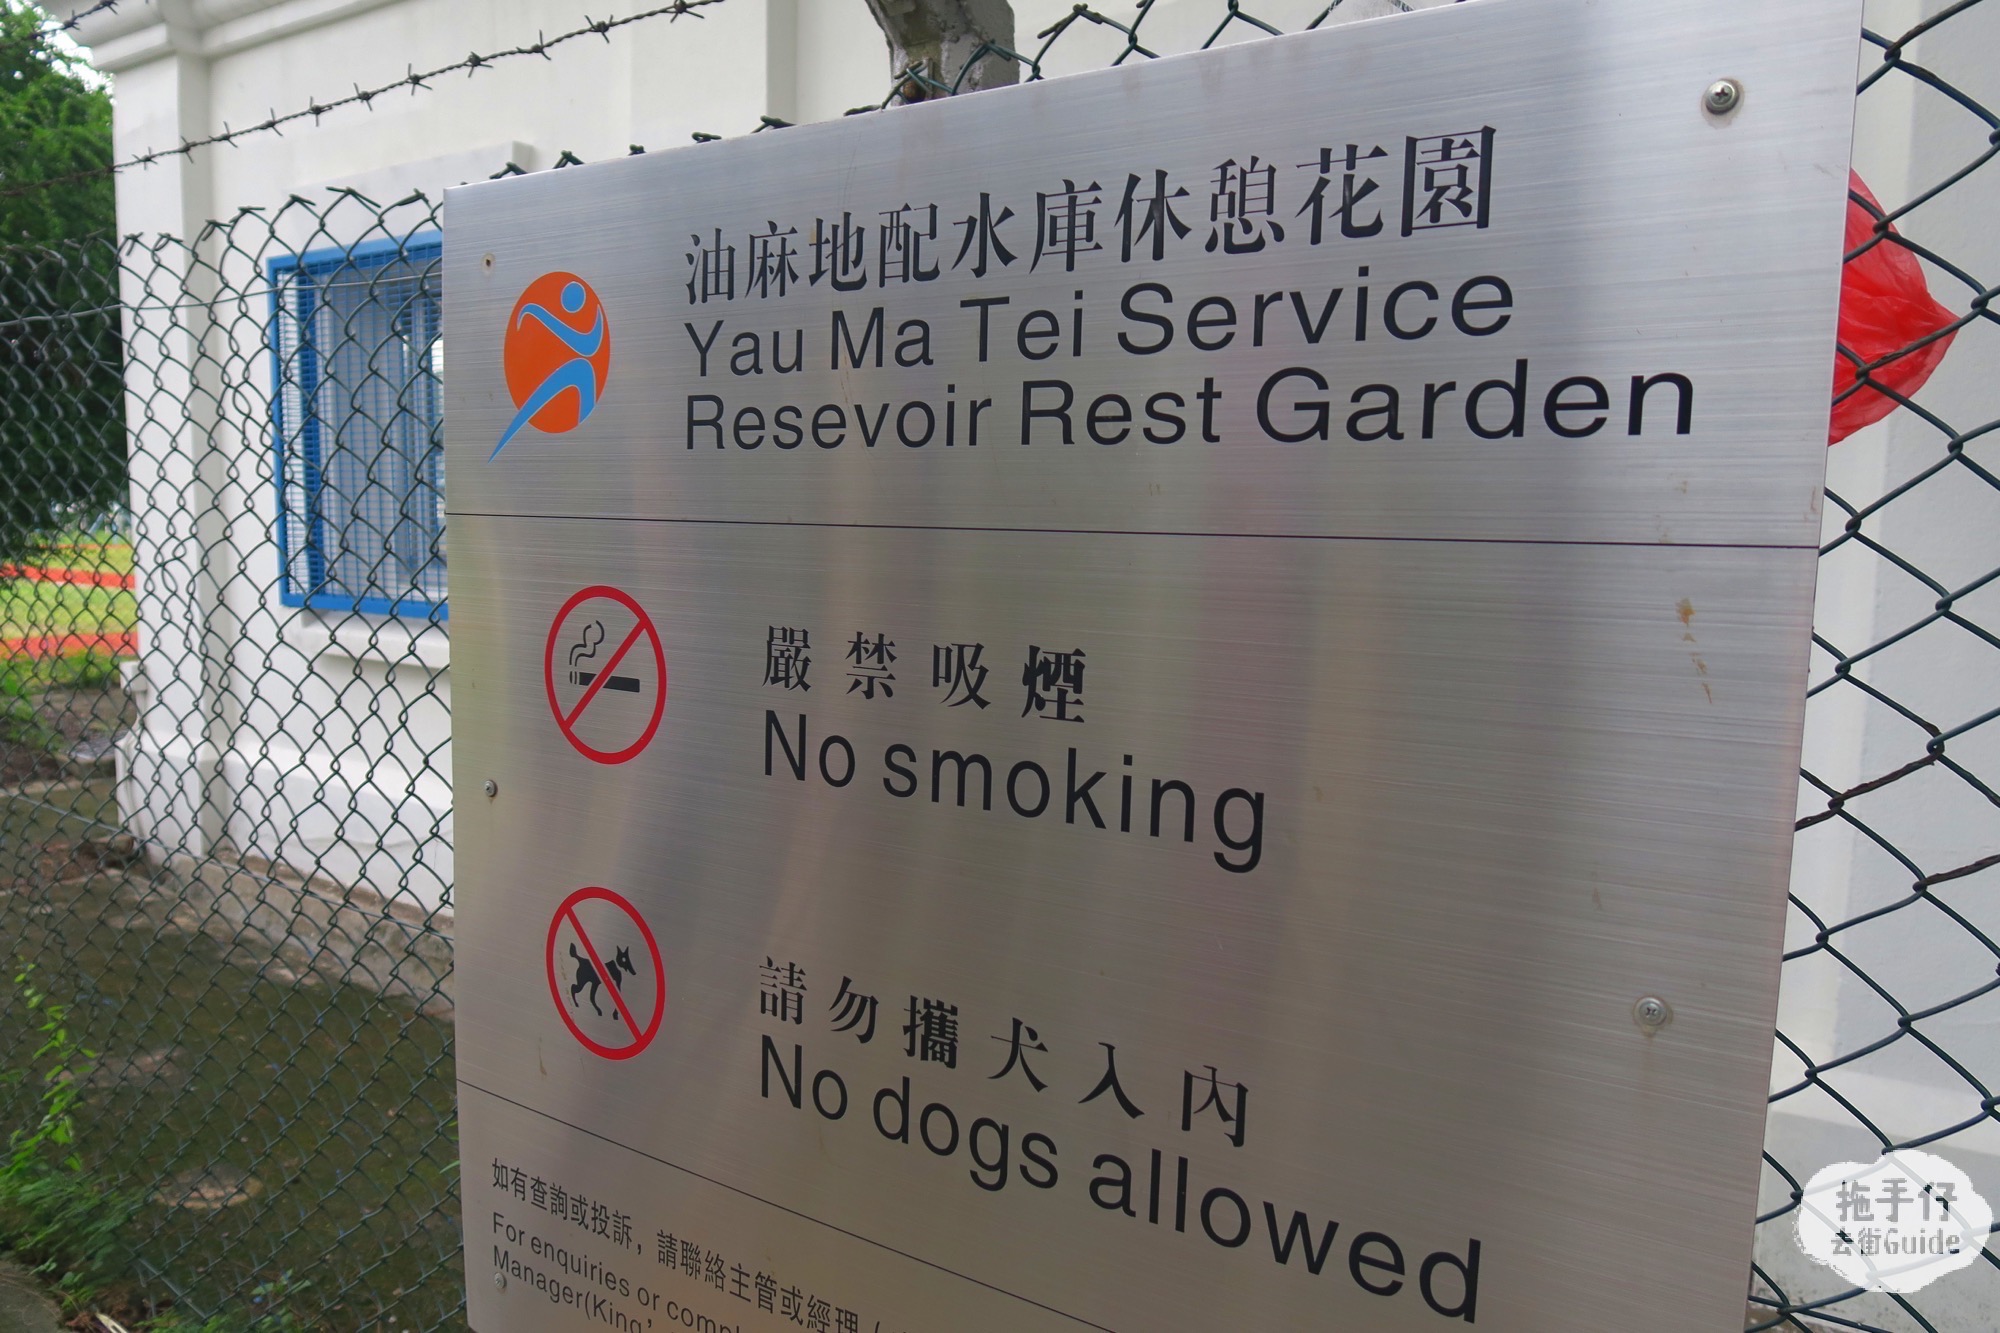 油麻地配水庫休憩花園
Yau Ma Tei Service
Resevoir Rest Garden
嚴禁吸煙
No smoking
請勿攜犬入內
No dogs allowed
如有查詢或投訴，請聯絡主管或經理
For enquiries or
Manager(King'
拖手仔
去街Guide